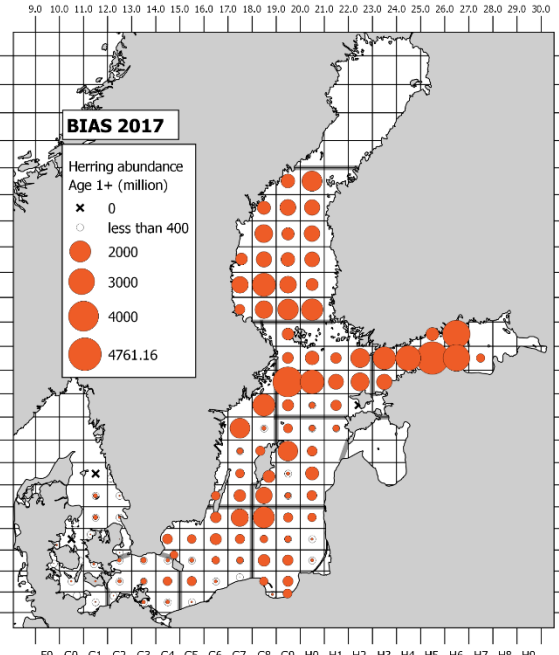 9.0 10.0 11.0 12.0 13.0 14.0 15.0 16.0 17.0 18.0 19.0 20.0 21.0 22.0 23.0 24.0 25.0 26.0 27.0 28.0 29.0 30.0
BIAS 2017
Herring abundance
Age 1+ (million)
0
less than 400
2000
3000
4000
4761.16
F9 G0 G1 G2 G3 G4 G5 G6 G7 G8 G9 H0 H1 H2 H3 H4 H5 H6 H7 H8 H9